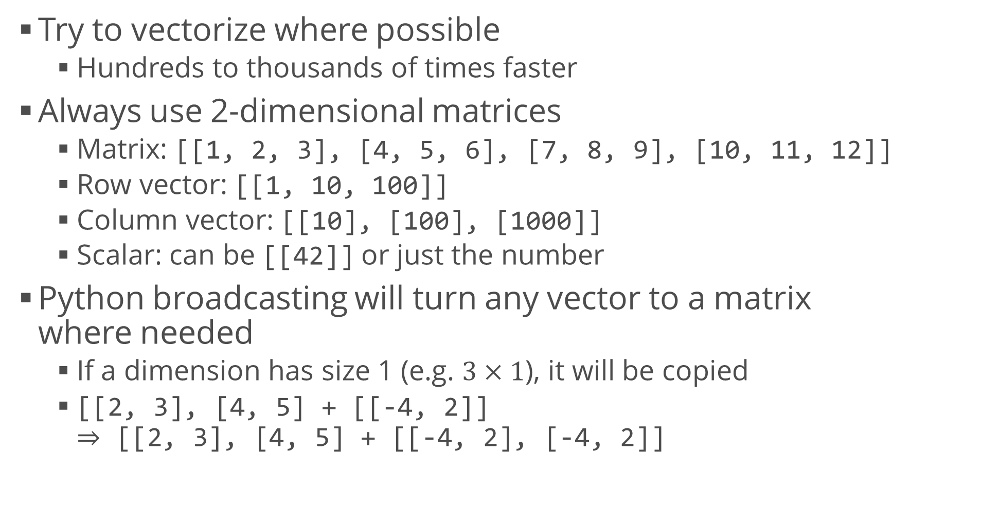 ▪ Try to vectorize where possible
▪ Hundreds to thousands of times faster
▪ Always use 2-dimensional matrices
▪ Matrix: [[1, 2, 3], [4, 5, 6], [7, 8, 9], [10, 11, 12]]
▪ Row vector: [[1, 10, 100]]
▪ Column vector: [[10], [100], [1000]]
▪ Scalar: can be [[42]] or just the number
▪ Python broadcasting will turn any vector to a matrix
where needed
▪ If a dimension has size 1 (e.g. 3 × 1), it will be copied
▪ [[2, 3], [4, 5] + [[-4, 2]]
⇒ [[2, 3], [4, 5] + [[-4, 2], [-4, 2]]